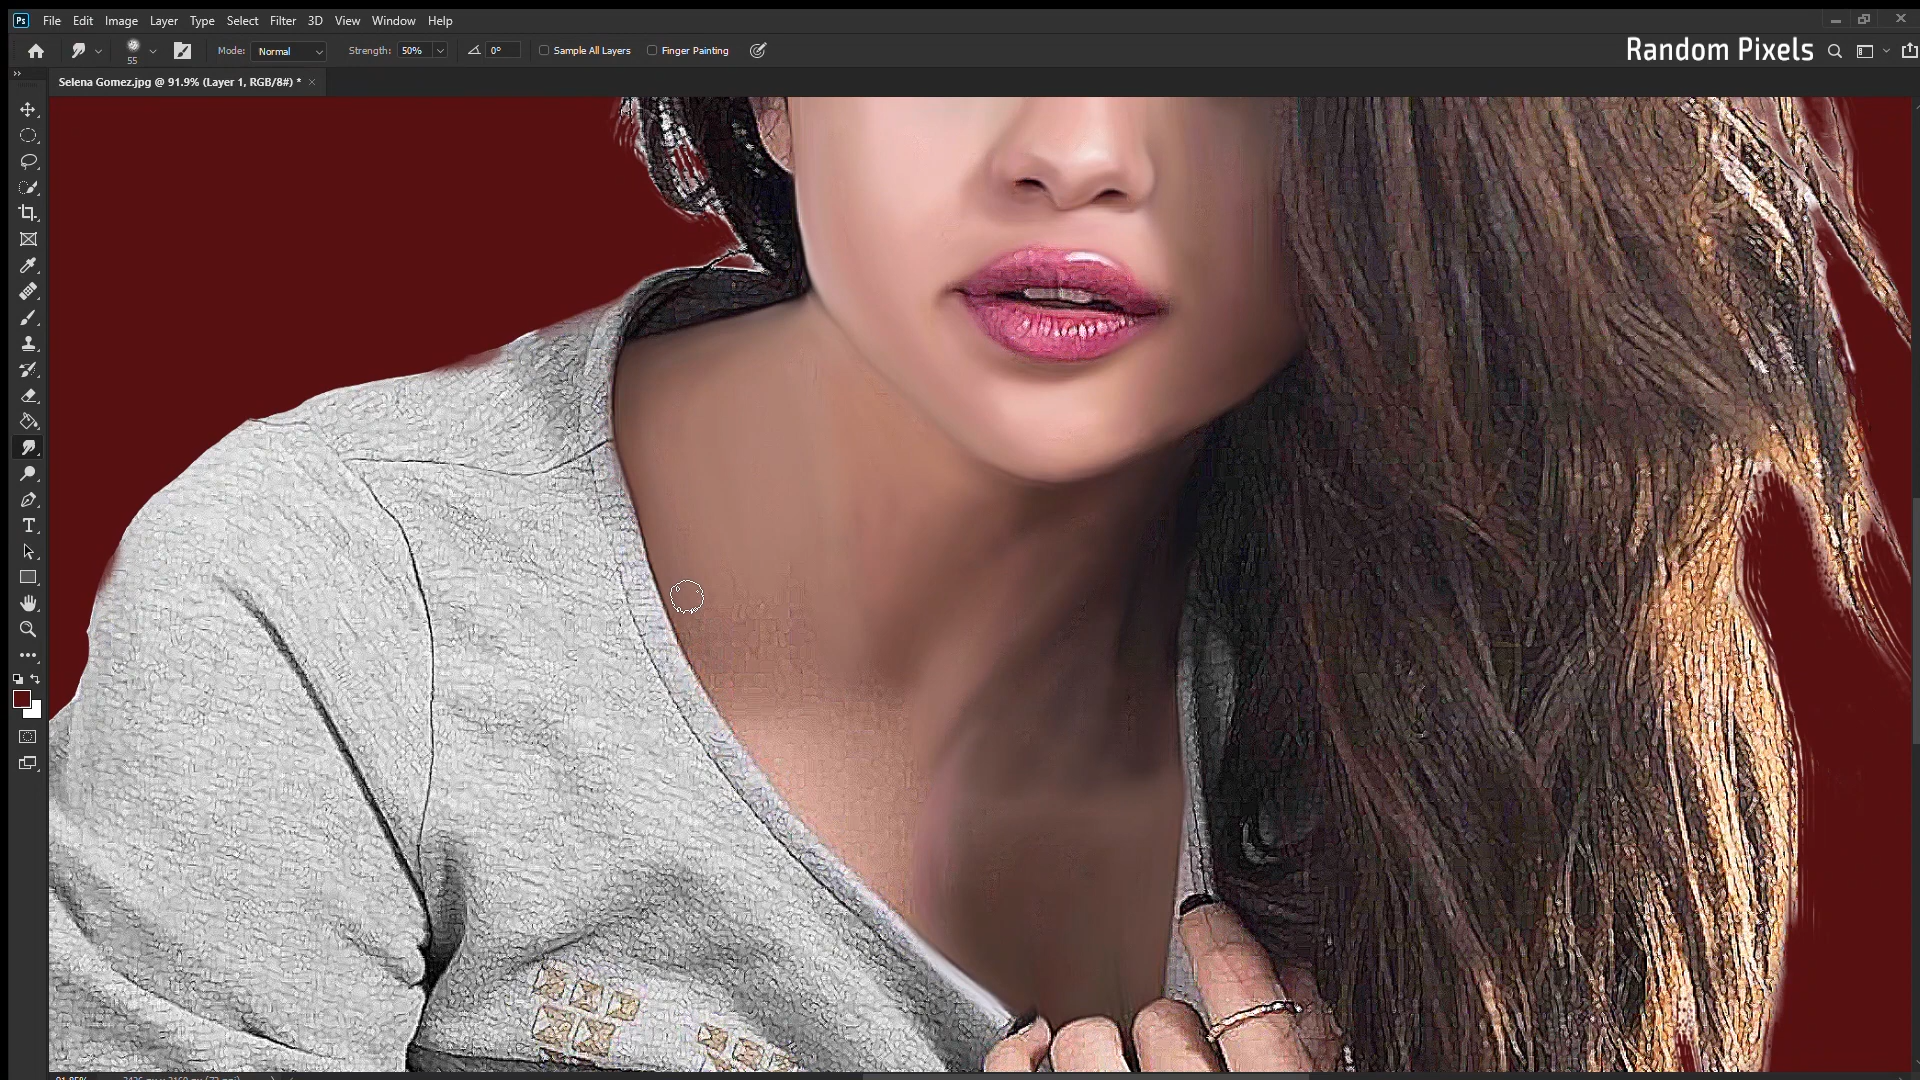 Ps File Edit Image Layer Type Select Filter 3D View Window Help
55 Mode: Normal Strength: 50% 0° Sample All Layers Finger Painting Random Pixels
Selena Gomez.jpg @ 91.9% (Layer 1, RGB/8#) *